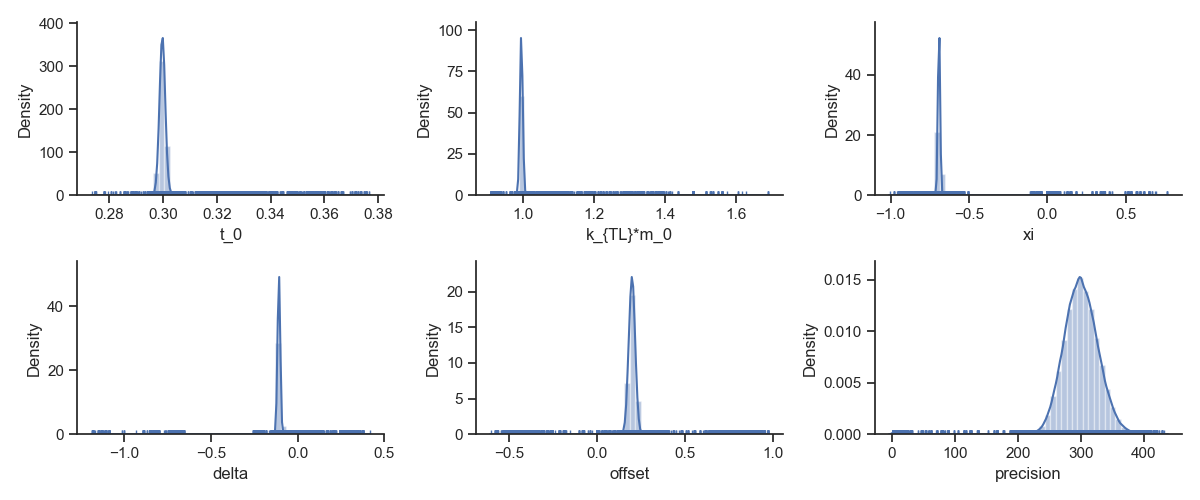 400
300
200
100
0
Density
0.28 0.30 0.32 0.34 0.36 0.38
t_0
100
75
50
25
0
Density
1.0 1.2 1.4 1.6
k_{TL}*m_0
40
20
0
Density
−1.0 −0.5 0.0 0.5
xi
40
20
0
Density
−1.0 −0.5 0.0 0.5
delta
20
15
10
5
0
Density
−0.5 0.0 0.5 1.0
offset
0.015
0.010
0.005
0.000
Density
0 100 200 300 400
precision